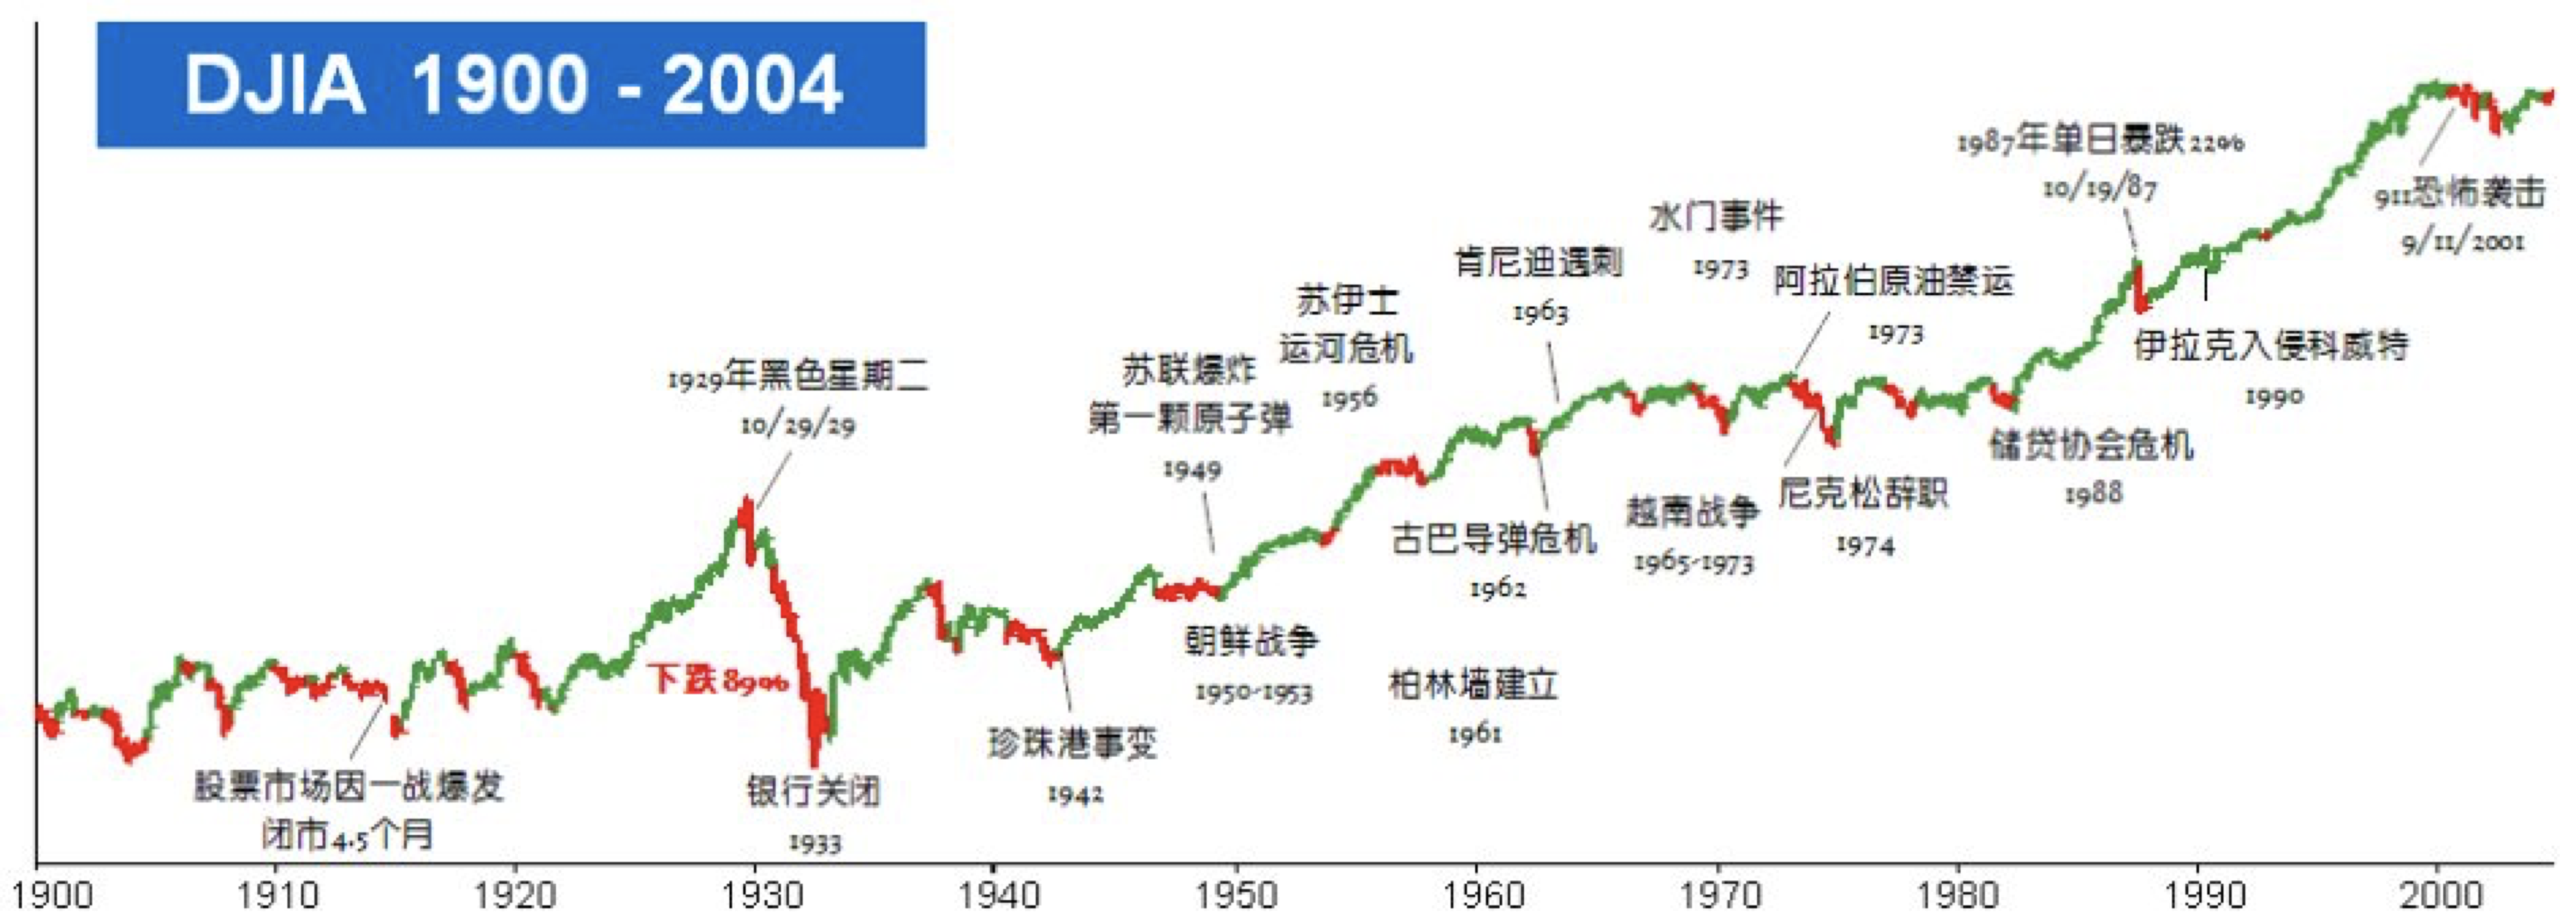 DJIA 1900 - 2004
1987年单日暴跌22%
10/19/87
911恐怖袭击
9/11/2001
水门事件
1973
肯尼迪遇刺
1963
阿拉伯原油禁运
1973
苏伊士
运河危机
1956
伊拉克入侵科威特
1990
苏联爆炸
第一颗原子弹
1949
1929年黑色星期二
10/29/29
储贷协会危机
1988
尼克松辞职
1974
越南战争
1965-1973
古巴导弹危机
1962
朝鲜战争
1950-1953
柏林墙建立
1961
下跌89%
珍珠港事变
1942
银行关闭
1933
股票市场因一战爆发
闭市4.5个月
1900 1910 1920 1930 1940 1950 1960 1970 1980 1990 2000